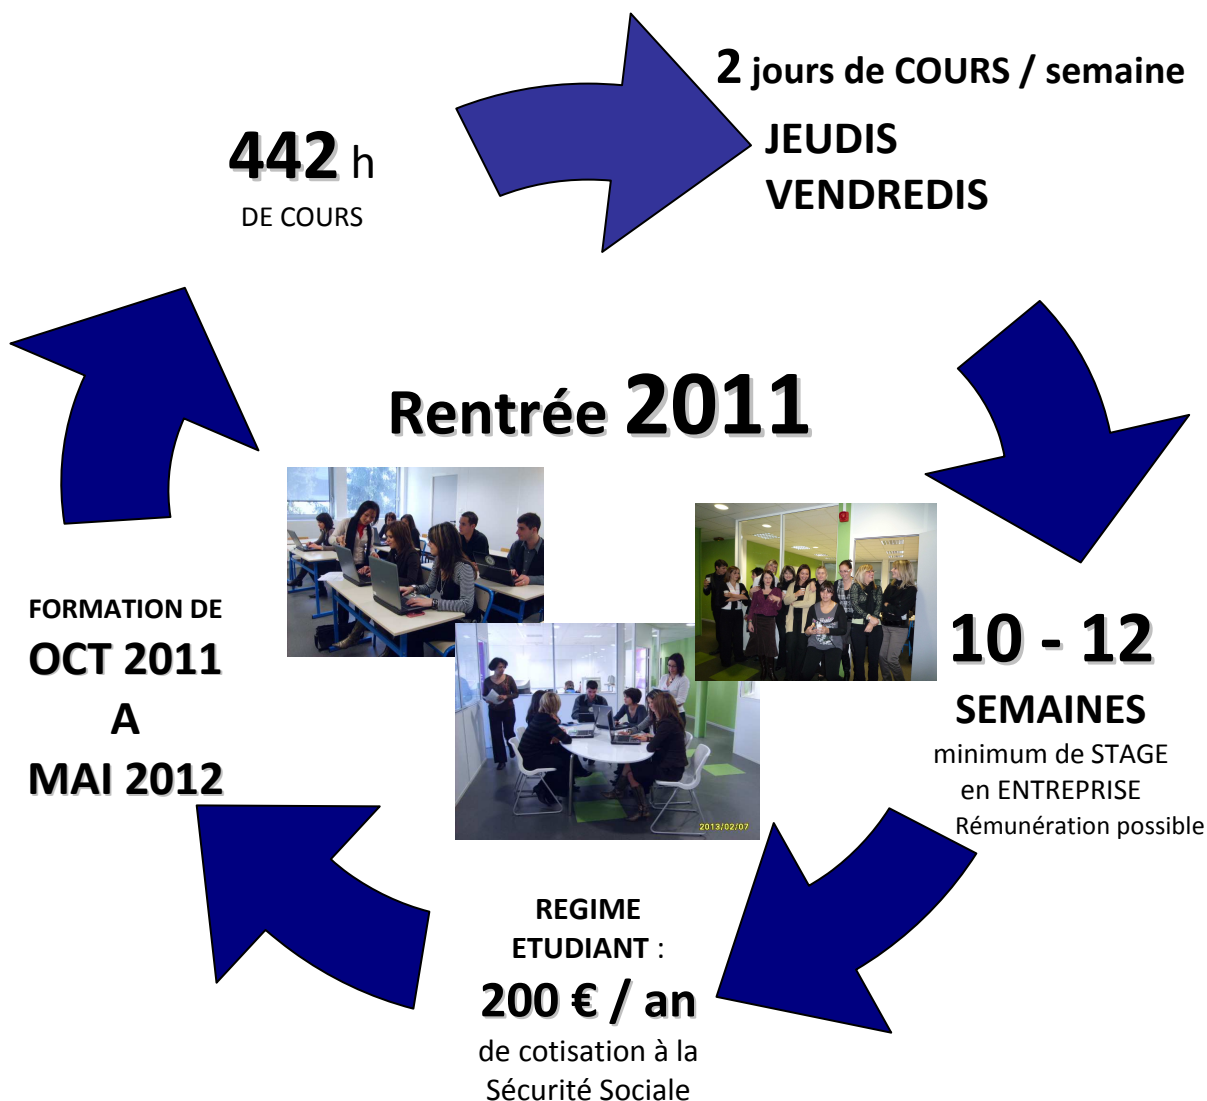 2 jours de COURS / semaine
JEUDIS
VENDREDIS
442 h
DE COURS
Rentrée 2011
10 - 12
SEMAINES
minimum de STAGE
en ENTREPRISE
Rémunération possible
FORMATION DE
OCT 2011
A
MAI 2012
2013/02/07
REGIME
ETUDIANT :
200 € / an
de cotisation à la
Sécurité Sociale